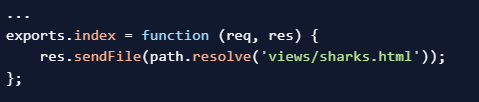 ...
exports.index = function (req, res) {
    res.sendFile(path.resolve('views/sharks.html'));
};